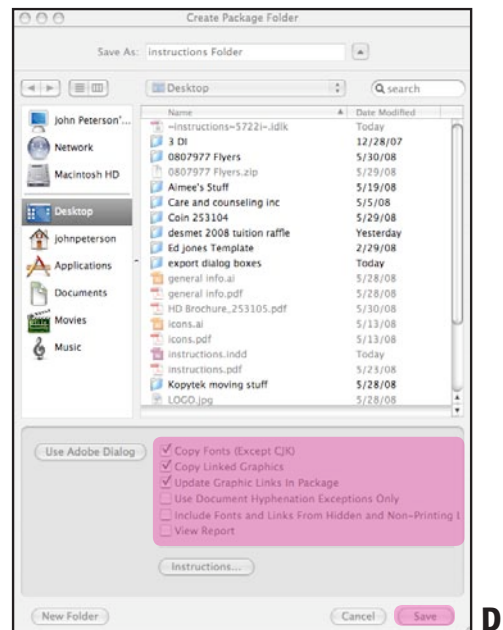 Create Package Folder
Save As: instructions Folder
Desktop
search
Name Date Modified
John Peterson'...
Network
Macintosh HD
Desktop
johnpeterson
Applications
Documents
Movies
Music
~instructions~5722i~.idlk Today
3 DI 12/28/07
0807977 Flyers 5/30/08
0807977 Flyers.zip 5/29/08
Aimee's Stuff 5/19/08
Care and counseling inc 5/5/08
Coin 253104 5/29/08
desmet 2008 tuition raffle Yesterday
Ed jones Template 2/29/08
export dialog boxes Today
general info.ai 5/28/08
general info.pdf 5/28/08
HD Brochure_253105.pdf 5/30/08
icons.ai 5/13/08
icons.pdf 5/13/08
instructions.indd Today
instructions.pdf 5/23/08
Kopytek moving stuff 5/28/08
LOGO.jpg 5/28/08
Use Adobe Dialog
Copy Fonts (Except CJK)
Copy Linked Graphics
Update Graphic Links In Package
Use Document Hyphenation Exceptions Only
Include Fonts and Links From Hidden and Non-Printing L
View Report
Instructions...
New Folder
Cancel
Save
D